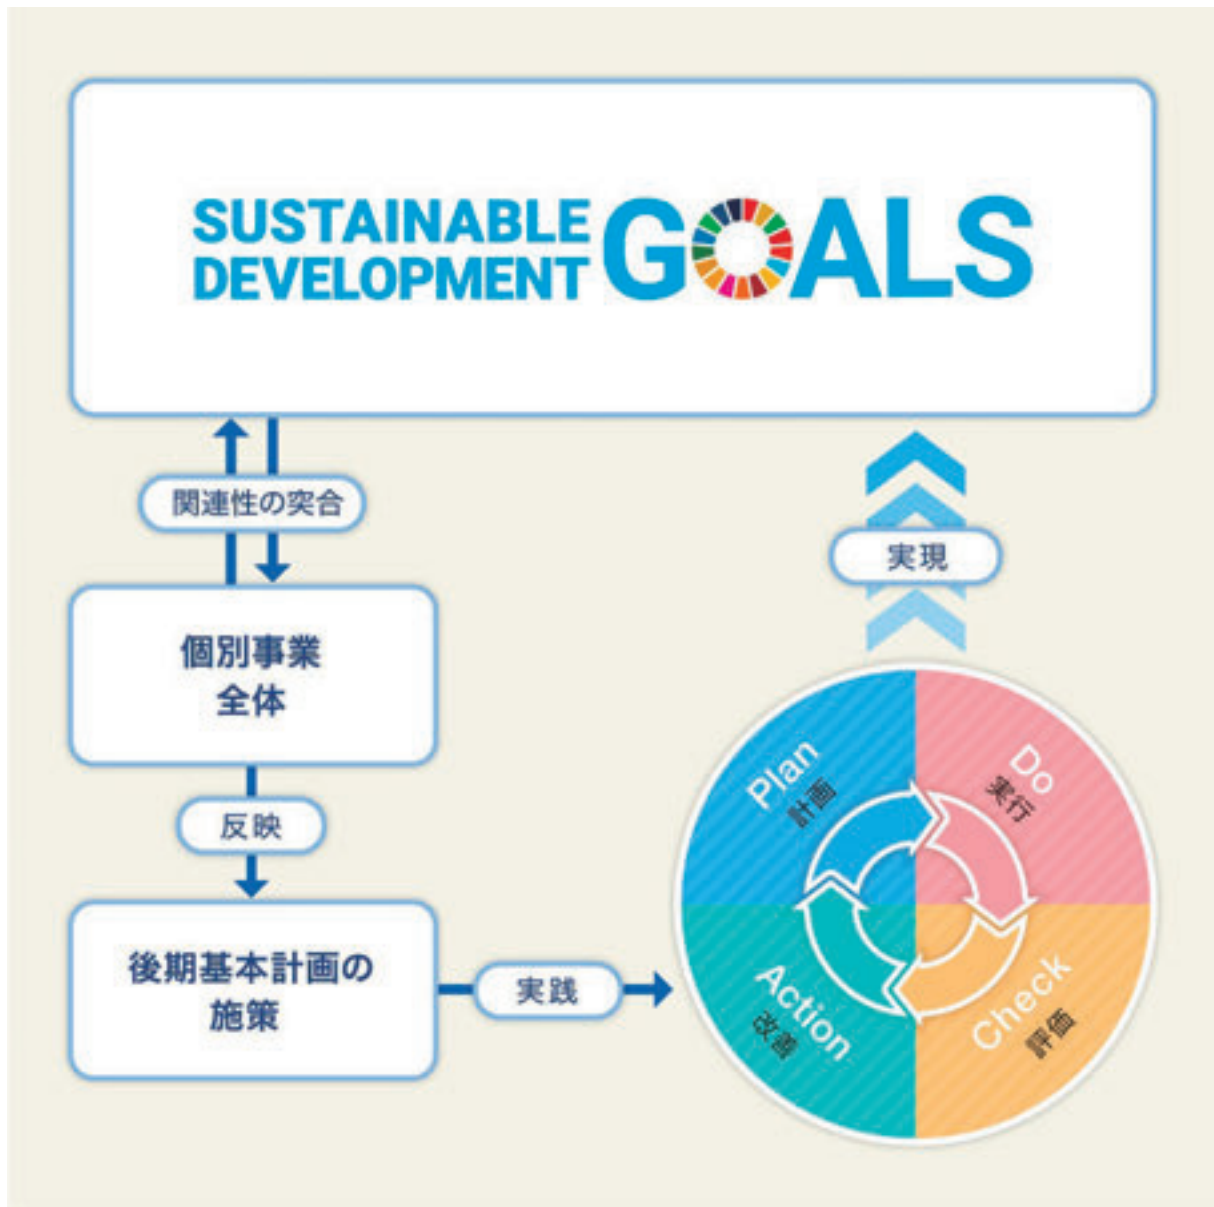 SUSTAINABLE
DEVELOPMENT
GOALS
関連性の突合
実現
個別事業
全体
反映
後期基本計画の
施策
実践
Plan
計画
Do
実行
Check
評価
Action
改善